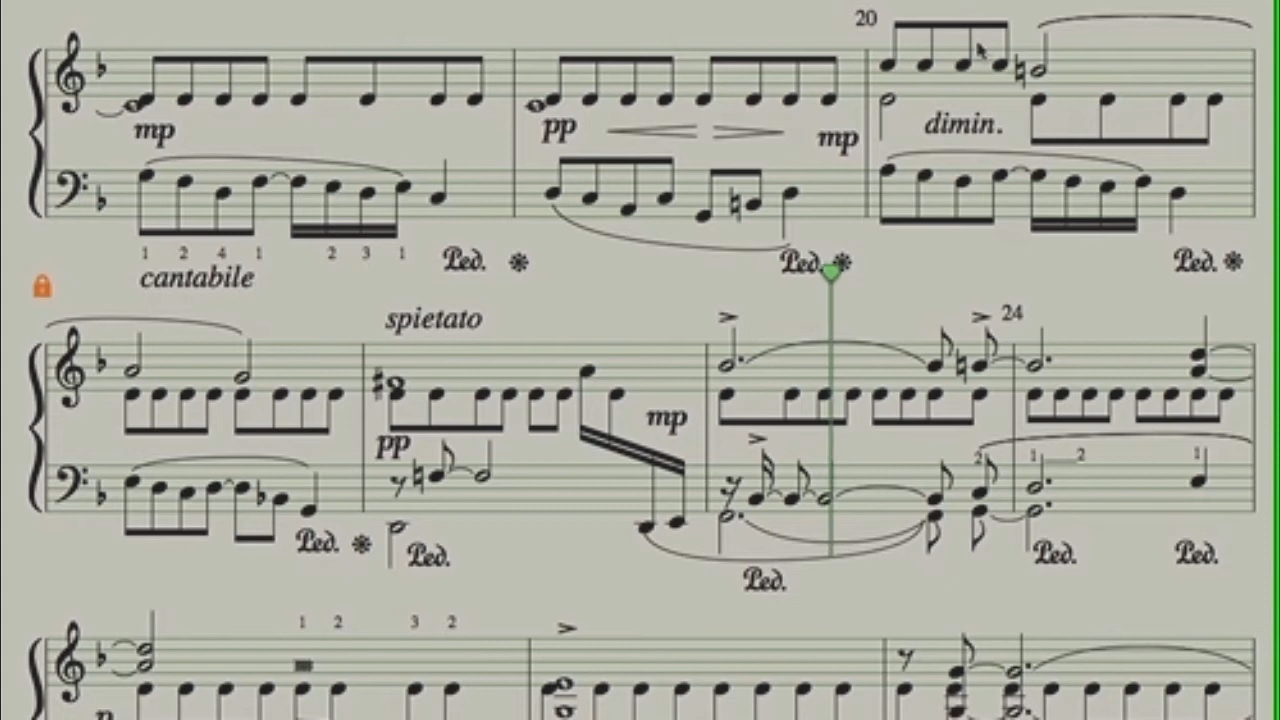 20
mp
pp
mp
dimin.
1 2 4 1 2 3 1
Ped. Ped. Ped.
cantabile
spietato
24
mp
pp
2 1 2 1
Ped. Ped. Ped. Ped.
Ped.
1 2 3 2
p